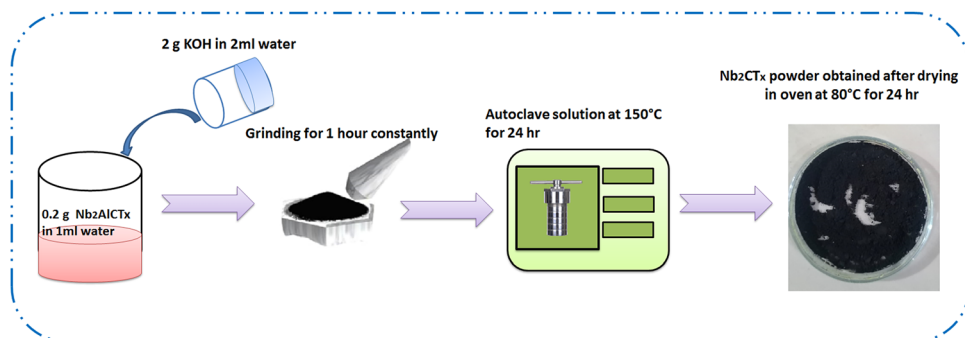 2 g KOH in 2ml water
0.2 g Nb₂AlCTx
in 1ml water
Grinding for 1 hour constantly
Autoclave solution at 150°C
for 24 hr
Nb₂CTx powder obtained after drying
in oven at 80°C for 24 hr